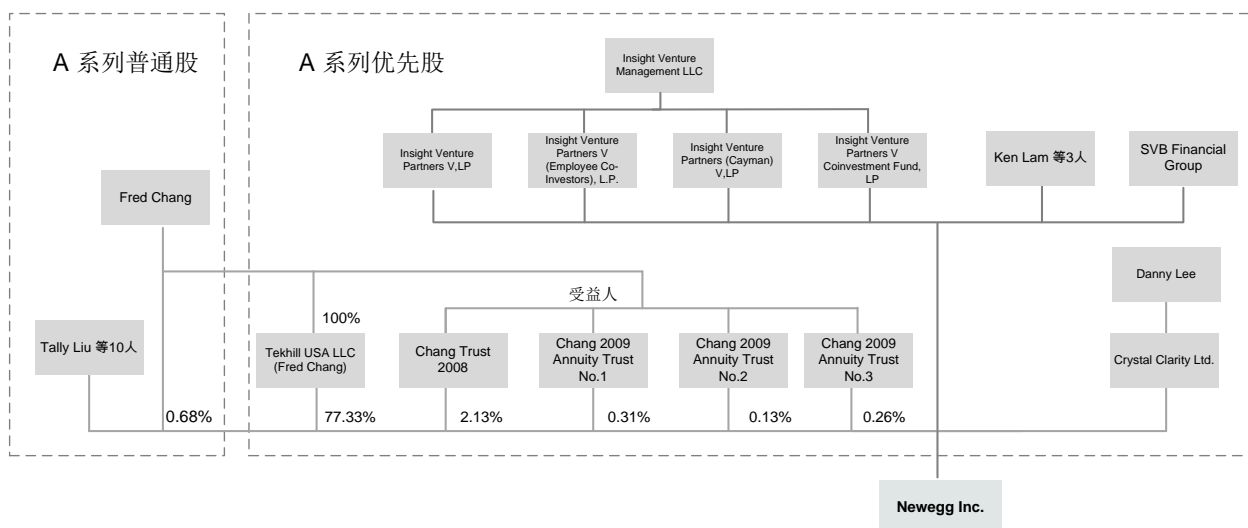 A 系列普通股
A 系列优先股
Insight Venture
Management LLC
Insight Venture
Partners V,LP
Insight Venture
Partners V
(Employee Co-
Investors), L.P.
Insight Venture
Partners (Cayman)
V,LP
Insight Venture
Partners V
Coinvestment Fund,
LP
Ken Lam 等3人
SVB Financial
Group
Fred Chang
Danny Lee
受益人
100%
Tally Liu 等10人
Tekhill USA LLC
(Fred Chang)
Chang Trust
2008
Chang 2009
Annuity Trust
No.1
Chang 2009
Annuity Trust
No.2
Chang 2009
Annuity Trust
No.3
Crystal Clarity Ltd.
0.68%
77.33%
2.13%
0.31%
0.13%
0.26%
Newegg Inc.